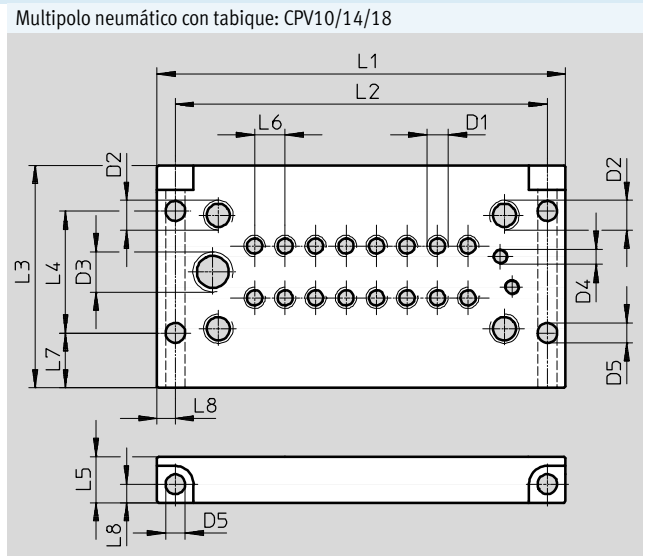 Multipolo neumático con tabique: CPV10/14/18
L1
L2
L6
D1
D2
D2
L3
L4
D3
D4
L7
D5
L8
L5
L8
D5